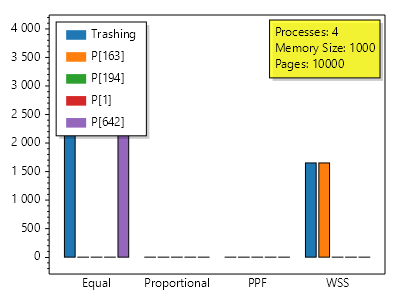 4 000
3 500
3 000
2 500
2 000
1 500
1 000
500
0
Trashing
P[163]
P[194]
P[1]
P[642]
Processes: 4
Memory Size: 1000
Pages: 10000
Equal Proportional PPF WSS